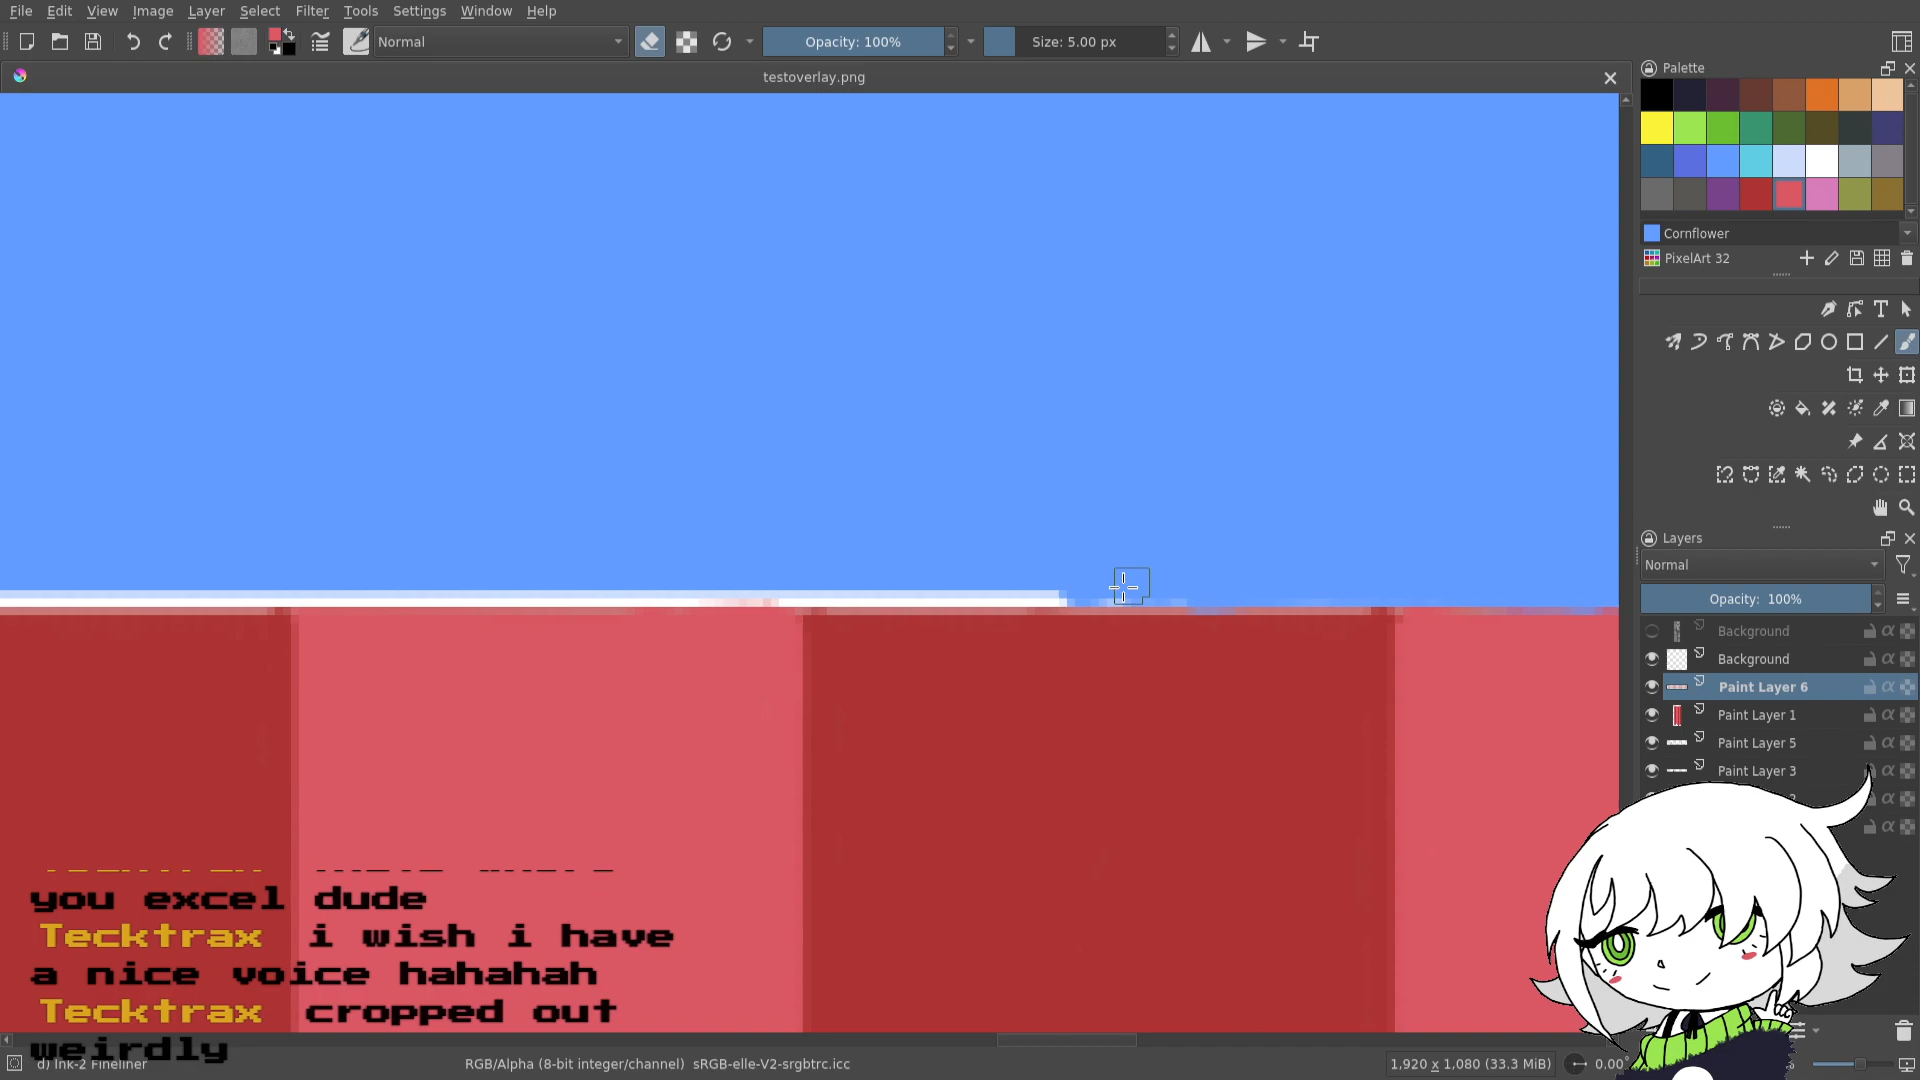 File Edit View Image Layer Select Filter Tools Settings Window Help
Normal Opacity: 100% Size: 5.00 px
testoverlay.png
Palette
Cornflower
PixelArt 32
Layers
Normal
Opacity: 100%
Background
Background
Paint Layer 6
Paint Layer 1
Paint Layer 5
Paint Layer 3
you excel dude
Tecktrax i wish i have
a nice voice hahahah
Tecktrax cropped out
weirdly
d) Ink-2 Fineliner RGB/Alpha (8-bit integer/channel) sRGB-elle-V2-srgbtrc.icc 1,920 x 1,080 (33.3 MiB) 0.00°